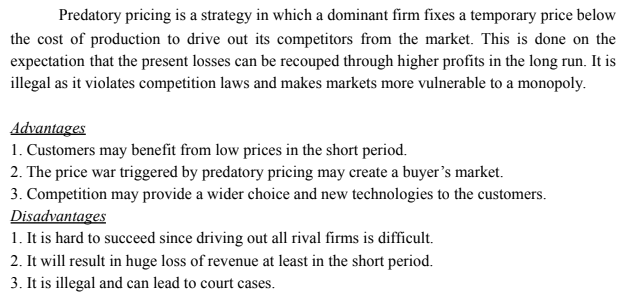 Predatory pricing is a strategy in which a dominant firm fixes a temporary price below
the cost of production to drive out its competitors from the market. This is done on the
expectation that the present losses can be recouped through higher profits in the long run. It is
illegal as it violates competition laws and makes markets more vulnerable to a monopoly.
Advantages
1. Customers may benefit from low prices in the short period.
2. The price war triggered by predatory pricing may create a buyer's market.
3. Competition may provide a wider choice and new technologies to the customers.
Disadvantages
1. It is hard to succeed since driving out all rival firms is difficult.
2. It will result in huge loss of revenue at least in the short period.
3. It is illegal and can lead to court cases.